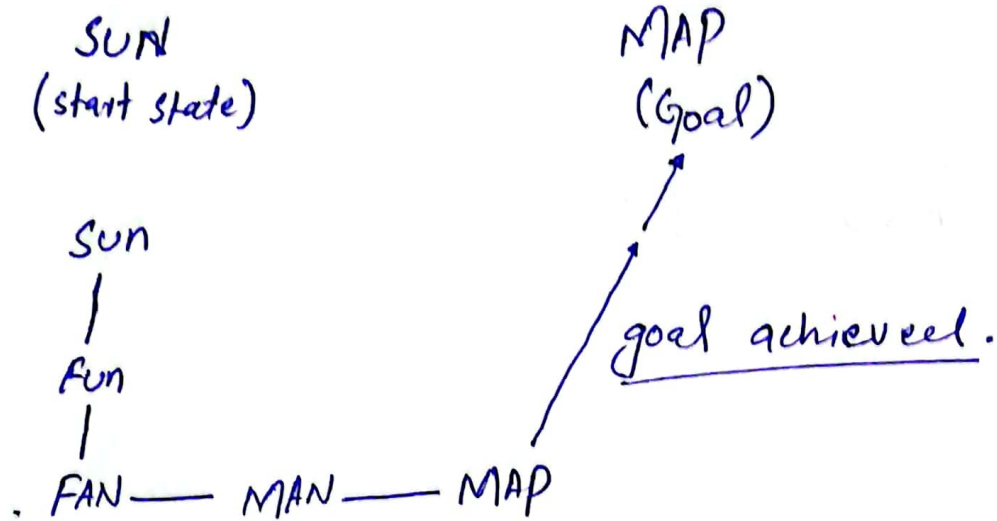 SUN MAP
(start state) (Goal)
Sun
goal achieveed.
fun
. FAN MAN MAP